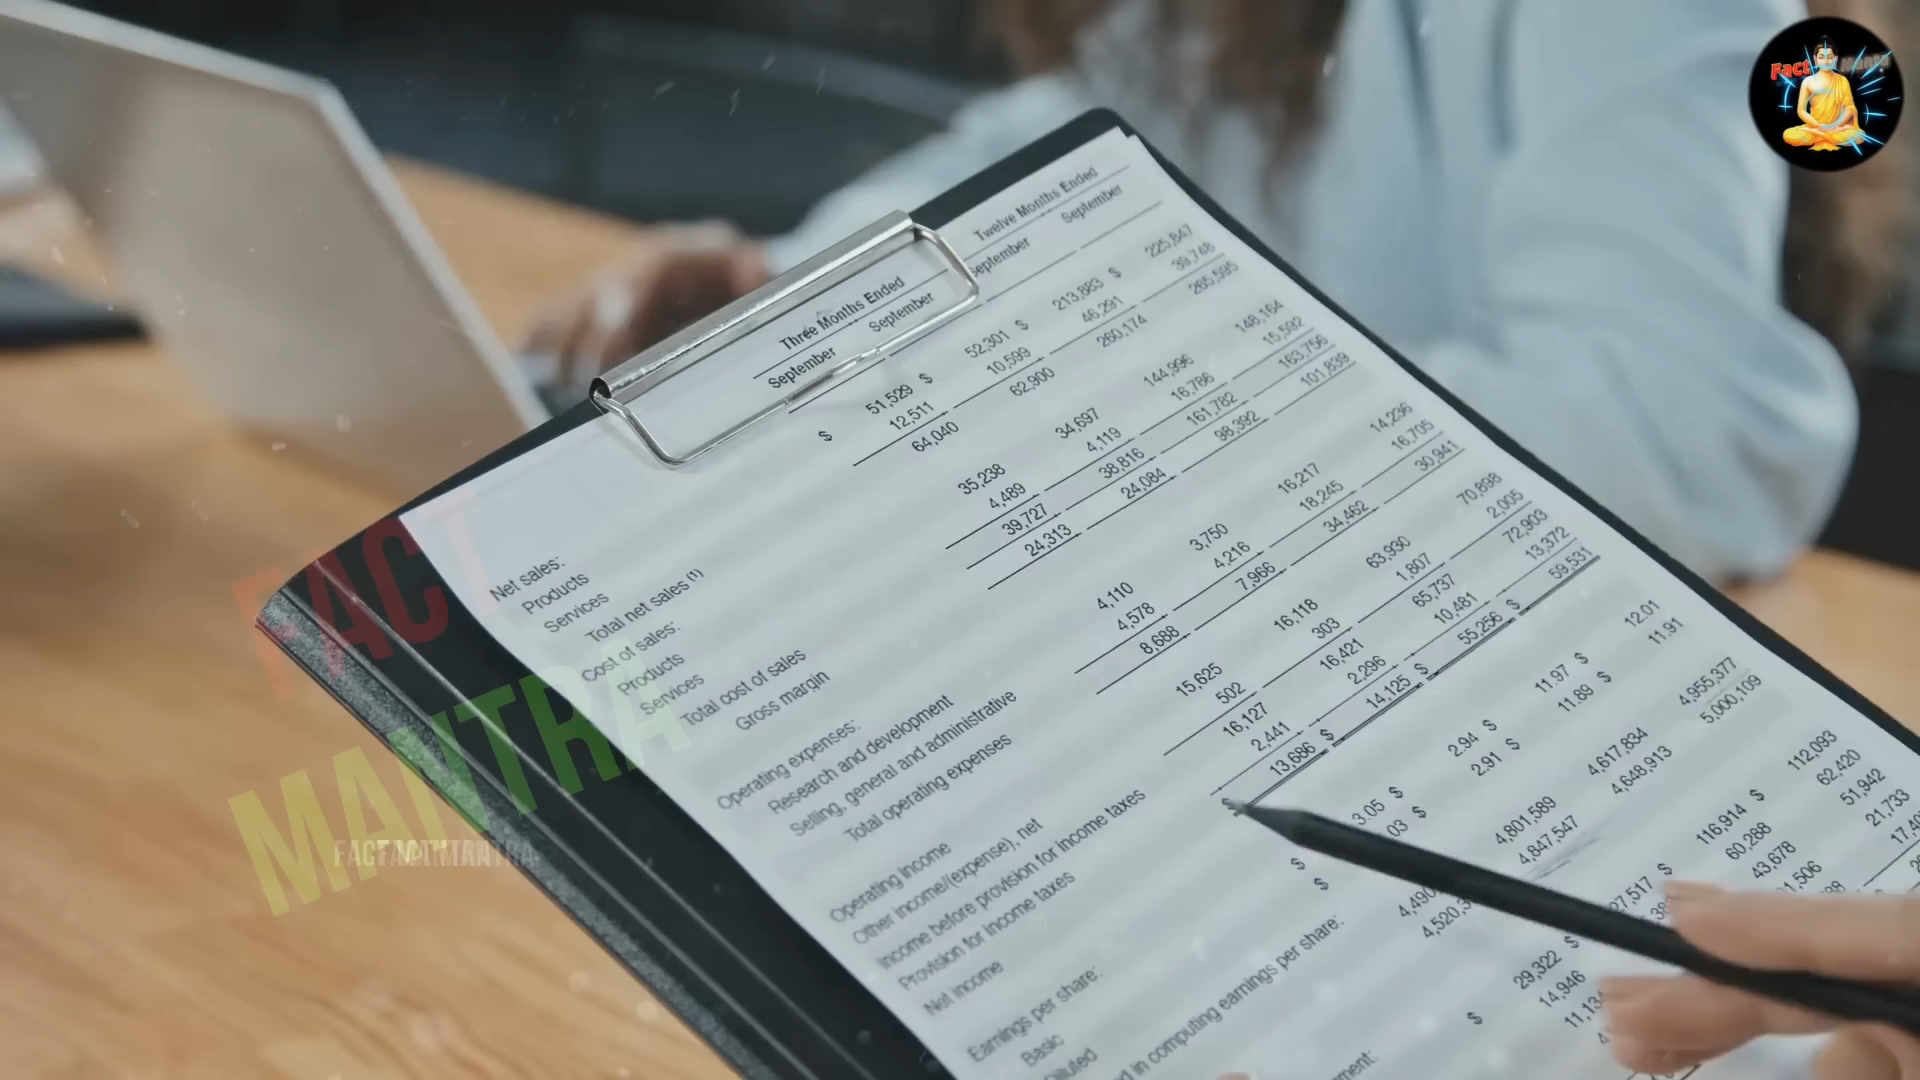 Fact Mantra
Three Months Ended Twelve Months Ended
September September September September
Net sales:
Products $ 51,529 $ 52,301 $ 213,883 $ 225,847
Services 12,511 10,599 46,291 39,748
Total net sales (1) 64,040 62,900 260,174 265,595
Cost of sales:
Products 35,238 34,697 144,996 148,164
Services 4,489 4,119 16,786 15,592
Total cost of sales 39,727 38,816 161,782 163,756
Gross margin 24,313 24,084 98,392 101,839
Operating expenses:
Research and development 4,110 3,750 16,217 14,236
Selling, general and administrative 4,578 4,216 18,245 16,705
Total operating expenses 8,688 7,966 34,462 30,941
Operating income 15,625 16,118 63,930 70,898
Other income/(expense), net 502 303 1,807 2,005
Income before provision for income taxes 16,127 16,421 65,737 72,903
Provision for income taxes 2,441 2,296 10,481 13,372
Net income 13,686 $ 14,125 $ 55,256 $ 59,531
Earnings per share:
Basic $ 3.05 $ 2.94 $ 11.97 $ 12.01
Diluted $ $ 2.91 $ 11.89 $ 11.91
in computing earnings per share:
4,801,589 4,617,834 4,955,377
4,847,547 4,648,913 5,000,109
116,914 $ 112,093
60,288 62,420
$ 29,322 $ 43,678 51,942
14,946 21,733
FACT
MANTRA